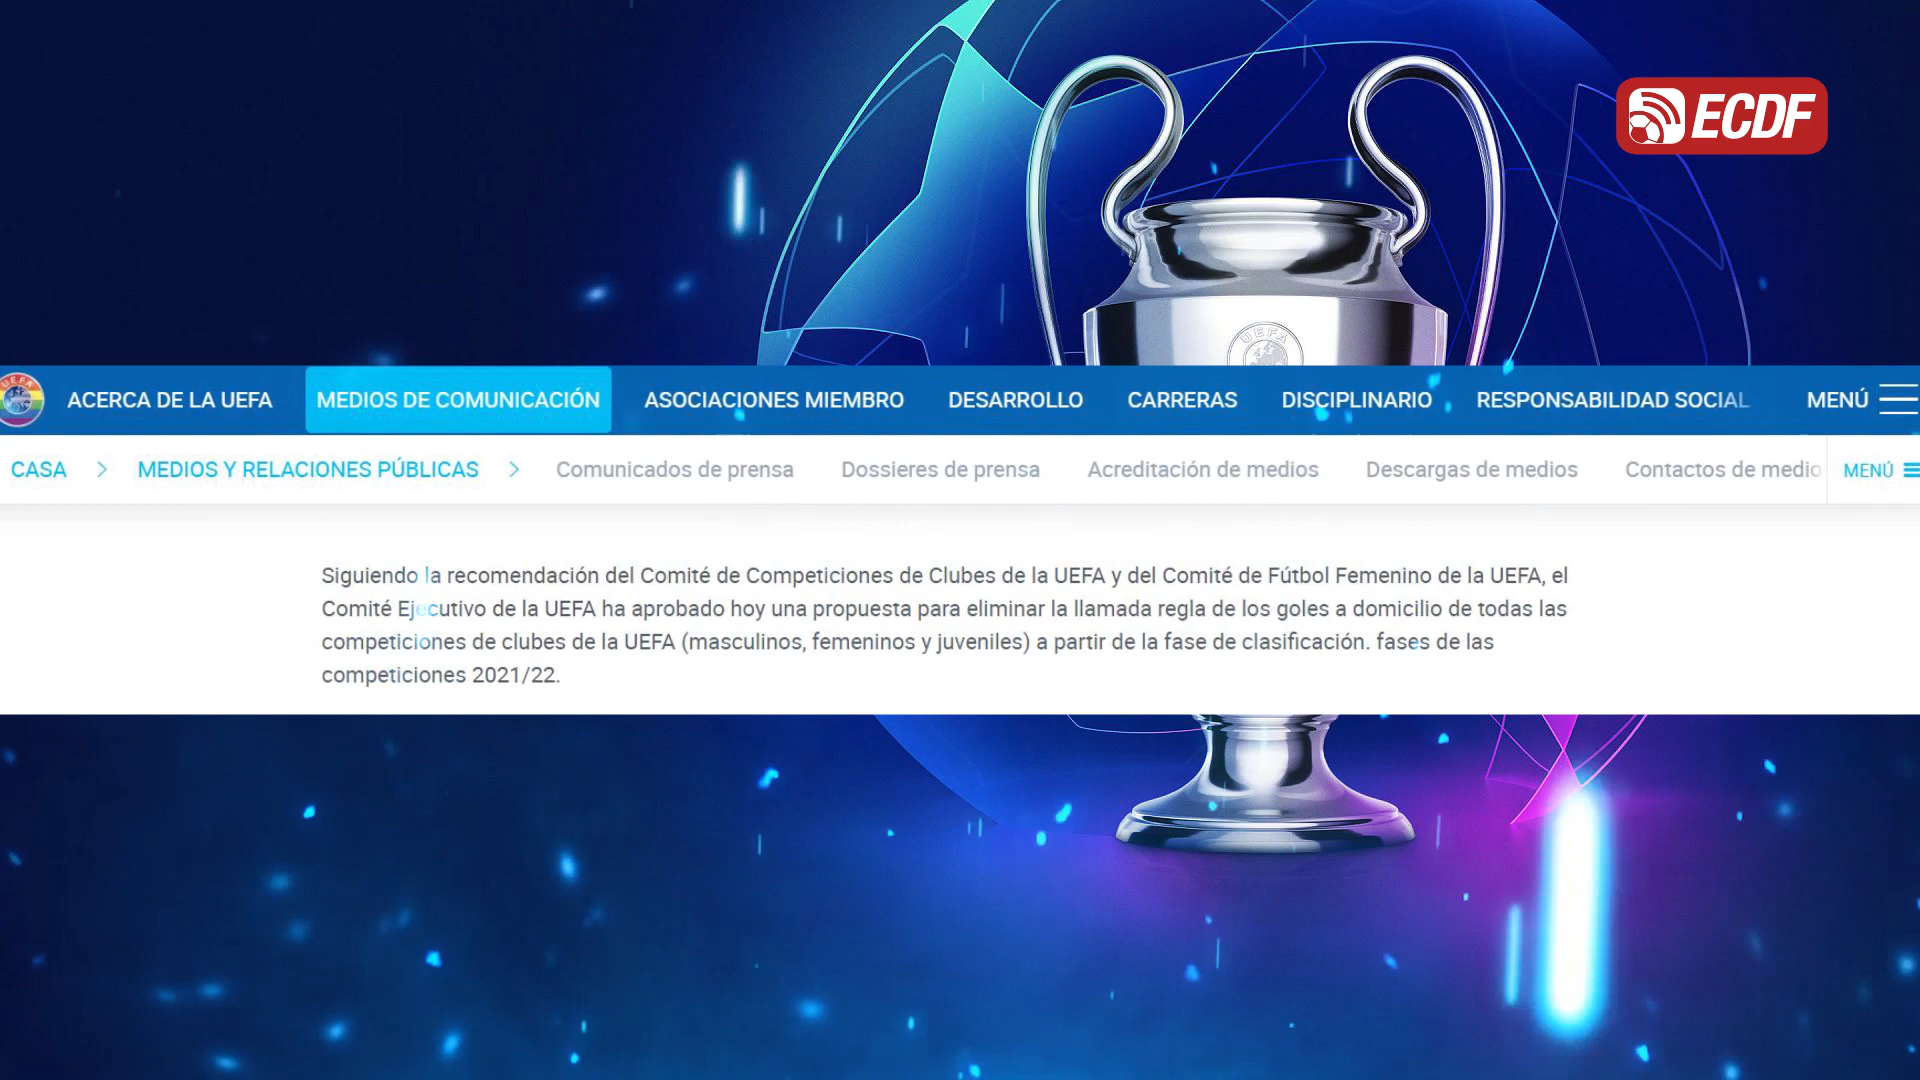 ECDF
UEFA
UEFA
ACERCA DE LA UEFA
MEDIOS DE COMUNICACIÓN
ASOCIACIONES MIEMBRO
DESARROLLO
CARRERAS
DISCIPLINARIO
RESPONSABILIDAD SOCIAL
MENÚ
CASA > MEDIOS Y RELACIONES PÚBLICAS >
Comunicados de prensa
Dossieres de prensa
Acreditación de medios
Descargas de medios
Contactos de medio
MENÚ
Siguiendo la recomendación del Comité de Competiciones de Clubes de la UEFA y del Comité de Fútbol Femenino de la UEFA, el
Comité Ejecutivo de la UEFA ha aprobado hoy una propuesta para eliminar la llamada regla de los goles a domicilio de todas las
competiciones de clubes de la UEFA (masculinos, femeninos y juveniles) a partir de la fase de clasificación. fases de las
competiciones 2021/22.